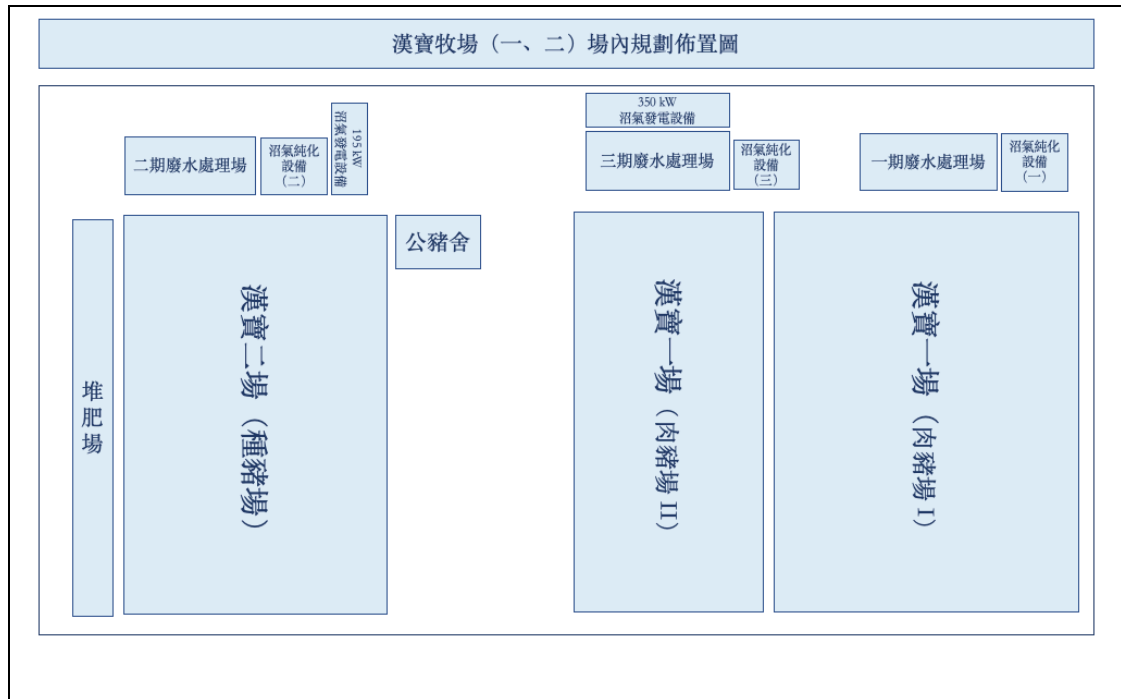 漢寶牧場（一、二）場內規劃佈置圖
二期廢水處理場
沼氣純化
設備
（二）
195 kW
沼氣發電設備
350 kW
沼氣發電設備
三期廢水處理場
沼氣純化
設備
（三）
一期廢水處理場
沼氣純化
設備
（一）
堆肥場
漢寶二場（種豬場）
公豬舍
漢寶一場（肉豬場 II）
漢寶一場（肉豬場 I）